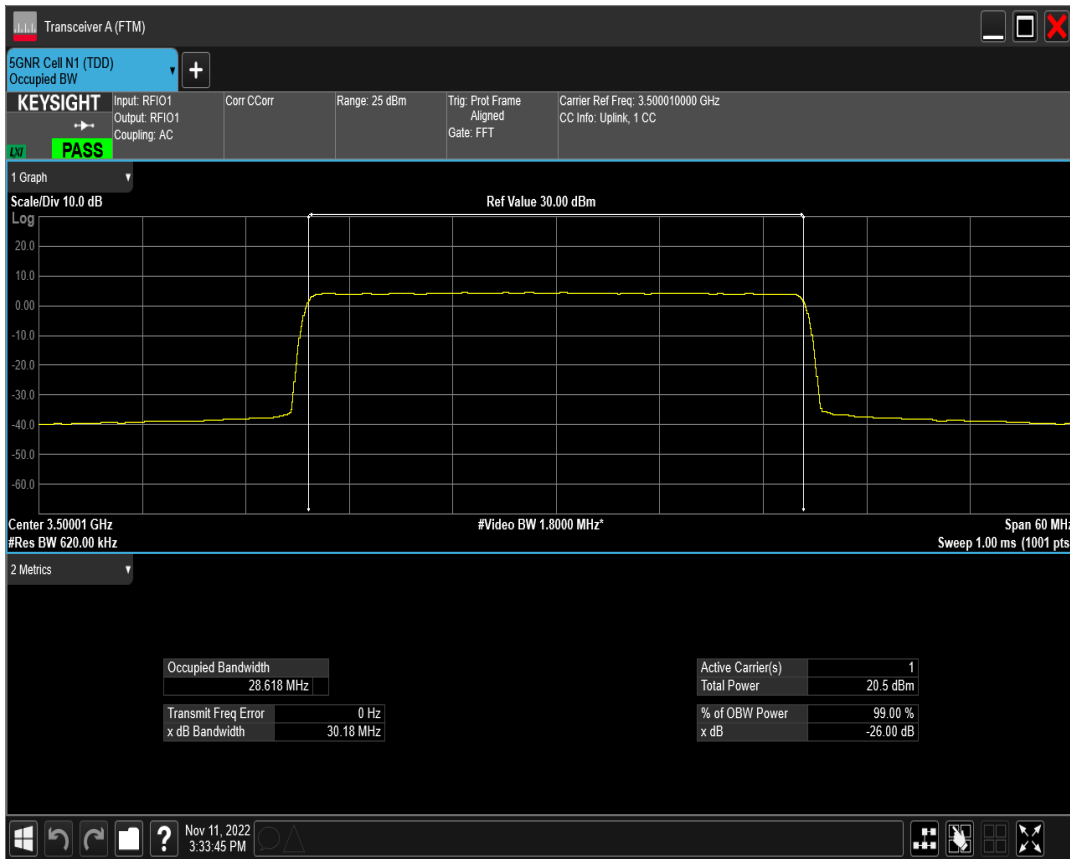 Transceiver A (FTM)
5GNR Cell N1 (TDD)
Occupied BW
+
KEYSIGHT
LXI
PASS
Input: RFIO1
Output: RFIO1
Coupling: AC
Corr CCorr
Range: 25 dBm
Trig: Prot Frame
Aligned
Gate: FFT
Carrier Ref Freq: 3.500010000 GHz
CC Info: Uplink, 1 CC
1 Graph
Scale/Div 10.0 dB
Ref Value 30.00 dBm
Log
20.0
10.0
0.00
-10.0
-20.0
-30.0
-40.0
-50.0
-60.0
Center 3.50001 GHz
#Video BW 1.8000 MHz*
Span 60 MHz
#Res BW 620.00 kHz
Sweep 1.00 ms (1001 pts
2 Metrics
Occupied Bandwidth
28.618 MHz
Transmit Freq Error 0 Hz
x dB Bandwidth 30.18 MHz
Active Carrier(s) 1
Total Power 20.5 dBm
% of OBW Power 99.00 %
x dB -26.00 dB
?
Nov 11, 2022
3:33:45 PM